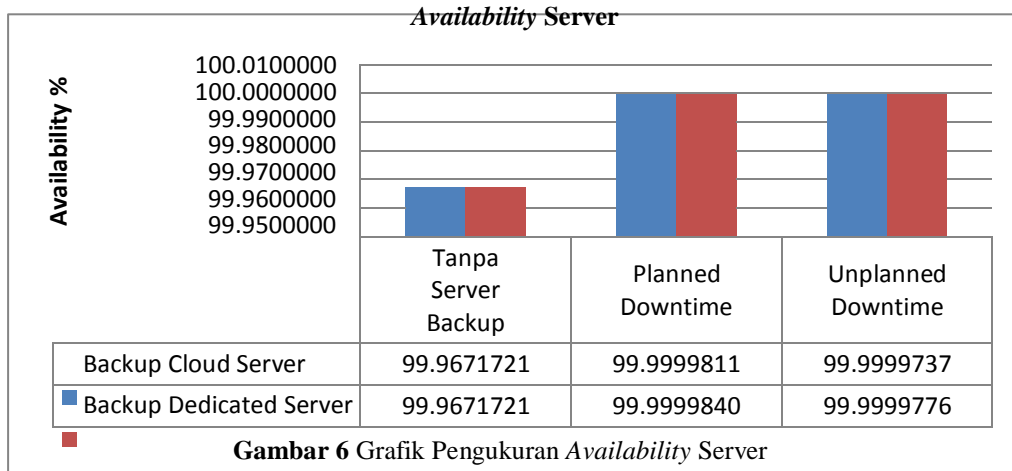 Availability Server
Availability %
100.0100000
100.0000000
99.9900000
99.9800000
99.9700000
99.9600000
99.9500000
Tanpa
Server
Backup
Planned
Downtime
Unplanned
Downtime
Backup Cloud Server 99.9671721 99.9999811 99.9999737
Backup Dedicated Server 99.9671721 99.9999840 99.9999776
Gambar 6 Grafik Pengukuran Availability Server